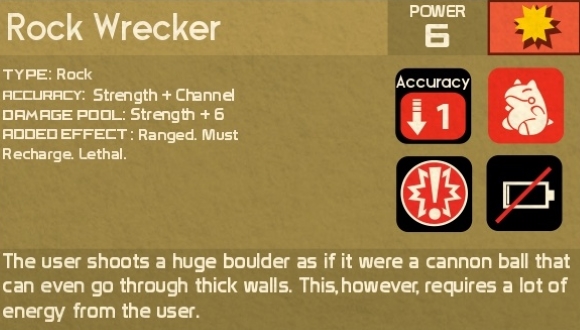 Rock Wrecker
POWER
6
TYPE: Rock
ACCURACY: Strength + Channel
DAMAGE POOL: Strength + 6
ADDED EFFECT : Ranged. Must
Recharge. Lethal.
Accuracy
1
The user shoots a huge boulder as if it were a cannon ball that
can even go through thick walls. This, however, requires a lot of
energy from the user.